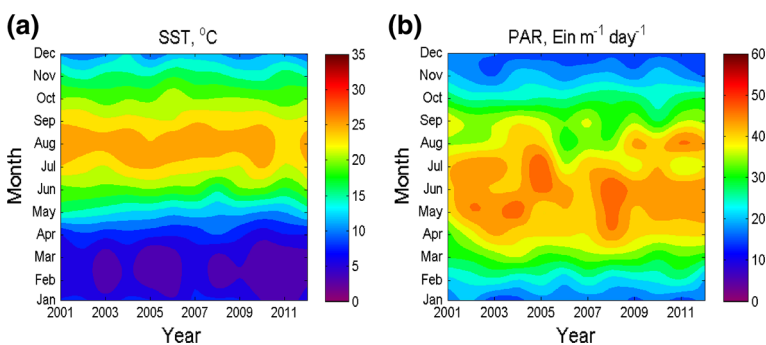 (a)
SST, ⁰C
Dec
Nov
Oct
Sep
Aug
Jul
Jun
May
Apr
Mar
Feb
Jan
Month
2001 2003 2005 2007 2009 2011
Year
35
30
25
20
15
10
5
0
(b)
PAR, Ein m⁻¹ day⁻¹
Dec
Nov
Oct
Sep
Aug
Jul
Jun
May
Apr
Mar
Feb
Jan
Month
2001 2003 2005 2007 2009 2011
Year
60
50
40
30
20
10
0